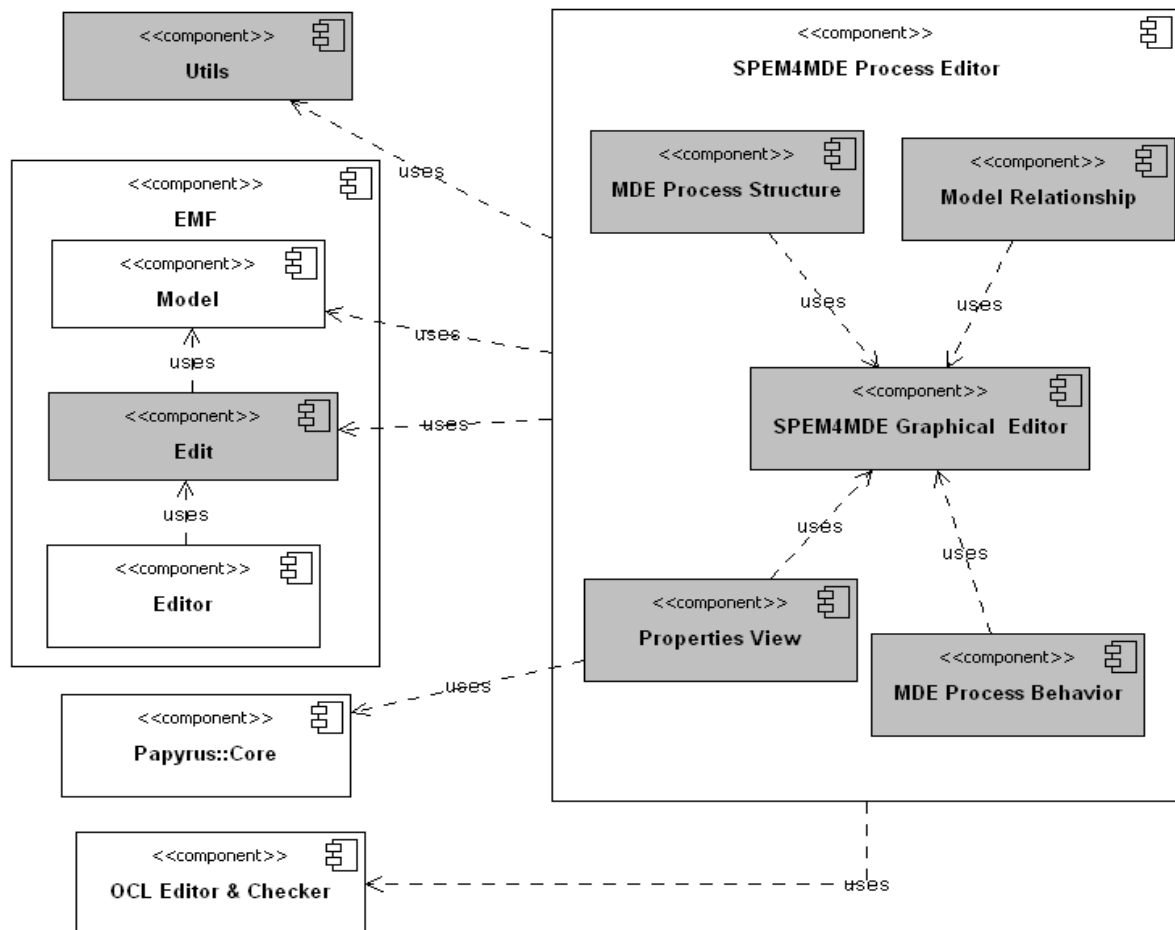 <<component>>
Utils
<<component>>
SPEM4MDE Process Editor
<<component>>
MDE Process Structure
<<component>>
Model Relationship
uses
<<component>>
EMF
<<component>>
Model
uses
uses
uses
uses
<<component>>
Edit
uses
<<component>>
SPEM4MDE Graphical  Editor
uses
uses
uses
<<component>>
Editor
<<component>>
Properties View
<<component>>
MDE Process Behavior
uses
<<component>>
Papyrus::Core
<<component>>
OCL Editor & Checker
uses